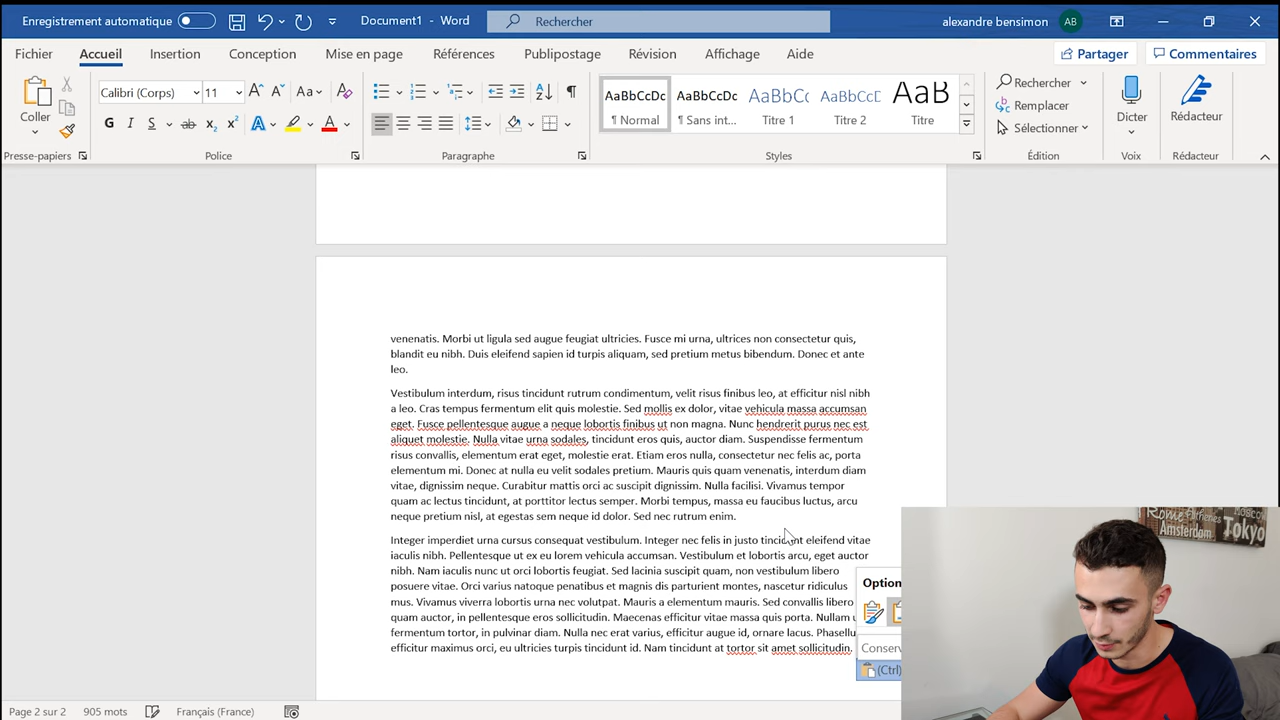 Enregistrement automatique
Document1 - Word
Rechercher
alexandre bensimon
AB
Fichier
Accueil
Insertion
Conception
Mise en page
Références
Publipostage
Révision
Affichage
Aide
Partager
Commentaires
Coller
Presse-papiers
Calibri (Corps)
11
Aa
G I S ab x₂ x² A A
Police
Paragraphe
AaBbCcDc
¶ Normal
AaBbCcDc
¶ Sans int...
AaBbCc
Titre 1
AaBbCcD
Titre 2
AaB
Titre
Styles
Rechercher
Remplacer
Sélectionner
Édition
Dicter
Voix
Rédacteur
Rédacteur
venenatis. Morbi ut ligula sed augue feugiat ultricies. Fusce mi urna, ultrices non consectetur quis,
blandit eu nibh. Duis eleifend sapien id turpis aliquam, sed pretium metus bibendum. Donec et ante
leo.
Vestibulum interdum, risus tincidunt rutrum condimentum, velit risus finibus leo, at efficitur nisl nibh
a leo. Cras tempus fermentum elit quis molestie. Sed mollis ex dolor, vitae vehicula massa accumsan
eget. Fusce pellentesque augue a neque lobortis finibus ut non magna. Nunc hendrerit purus nec est
aliquet molestie. Nulla vitae urna sodales, tincidunt eros quis, auctor diam. Suspendisse fermentum
risus convallis, elementum erat eget, molestie erat. Etiam eros nulla, consectetur nec felis ac, porta
elementum mi. Donec at nulla eu velit sodales pretium. Mauris quis quam venenatis, interdum diam
vitae, dignissim neque. Curabitur mattis orci ac suscipit dignissim. Nulla facilisi. Vivamus tempor
quam ac lectus tincidunt, at porttitor lectus semper. Morbi tempus, massa eu faucibus luctus, arcu
neque pretium nisl, at egestas sem neque id dolor. Sed nec rutrum enim.
Integer imperdiet urna cursus consequat vestibulum. Integer nec felis in justo tincidunt eleifend vitae
iaculis nibh. Pellentesque ut ex eu lorem vehicula accumsan. Vestibulum et lobortis arcu, eget auctor
nibh. Nam iaculis nunc ut orci lobortis feugiat. Sed lacinia suscipit quam, non vestibulum libero
posuere vitae. Orci varius natoque penatibus et magnis dis parturient montes, nascetur ridiculus
mus. Vivamus viverra lobortis urna nec volutpat. Mauris a elementum mauris. Sed convallis libero
quam auctor, in pellentesque eros sollicitudin. Maecenas efficitur vitae massa quis porta. Nullam
fermentum tortor, in pulvinar diam. Nulla nec erat varius, efficitur augue id, ornare lacus. Phasellu
efficitur maximus orci, eu ultricies turpis tincidunt id. Nam tincidunt at tortor sit amet sollicitudin.
Option
Conserv
(Ctrl)
Rome
Athènes
Moscou
Amsterdam
Tokyo
Page 2 sur 2
905 mots
Français (France)